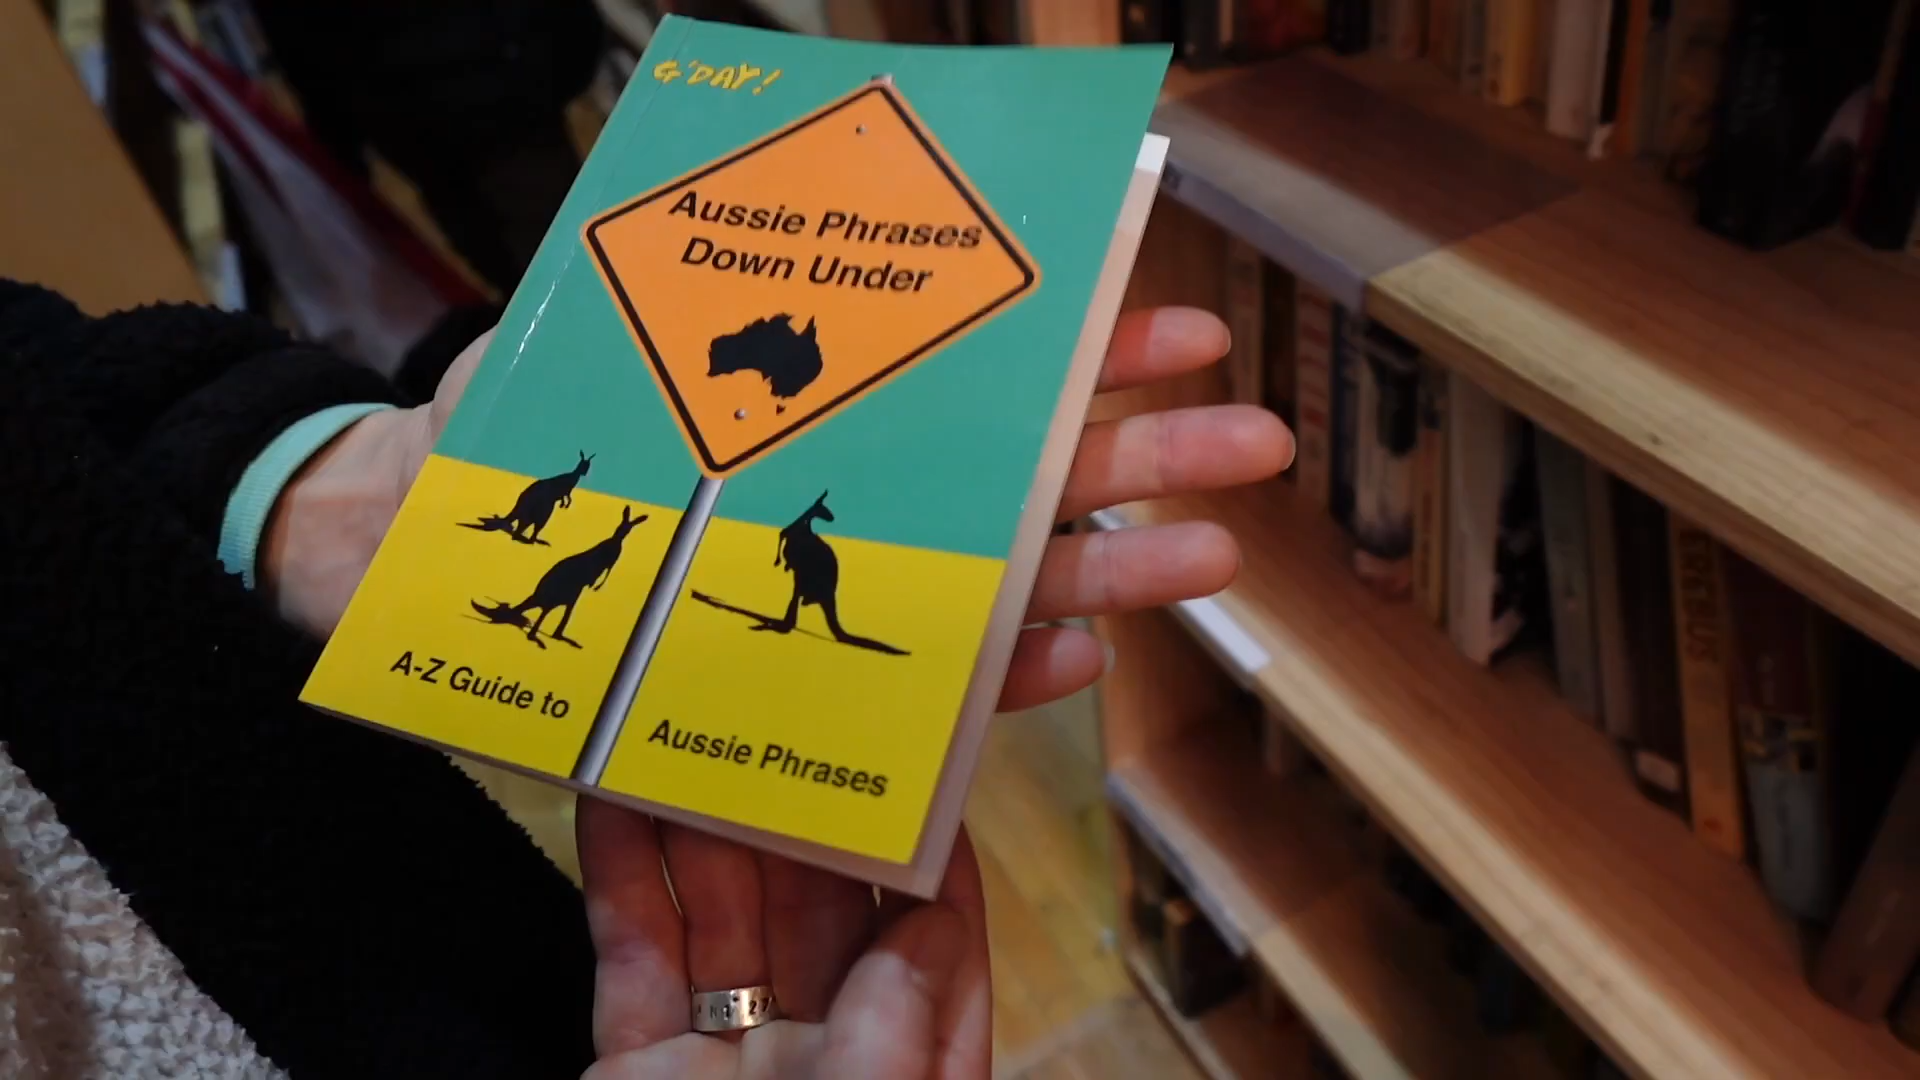 G'DAY!
Aussie Phrases
Down Under
A-Z Guide to
Aussie Phrases